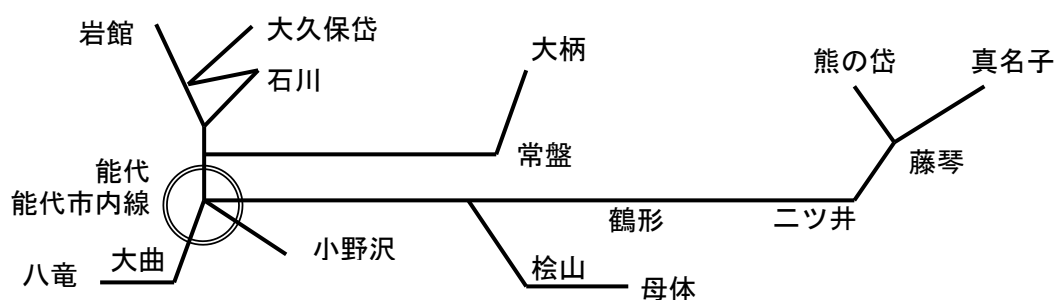 岩館
大久保岱
石川
大柄
熊の岱
真名子
常盤
藤琴
能代
能代市内線
鶴形
二ツ井
大曲
小野沢
八竜
桧山
母体